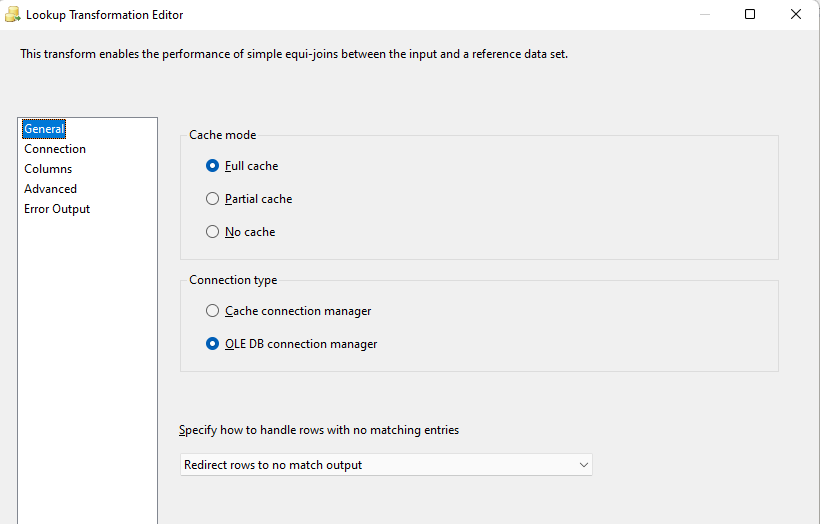 Lookup Transformation Editor
This transform enables the performance of simple equi-joins between the input and a reference data set.
General
Connection
Columns
Advanced
Error Output
Cache mode
Full cache
Partial cache
No cache
Connection type
Cache connection manager
OLE DB connection manager
Specify how to handle rows with no matching entries
Redirect rows to no match output